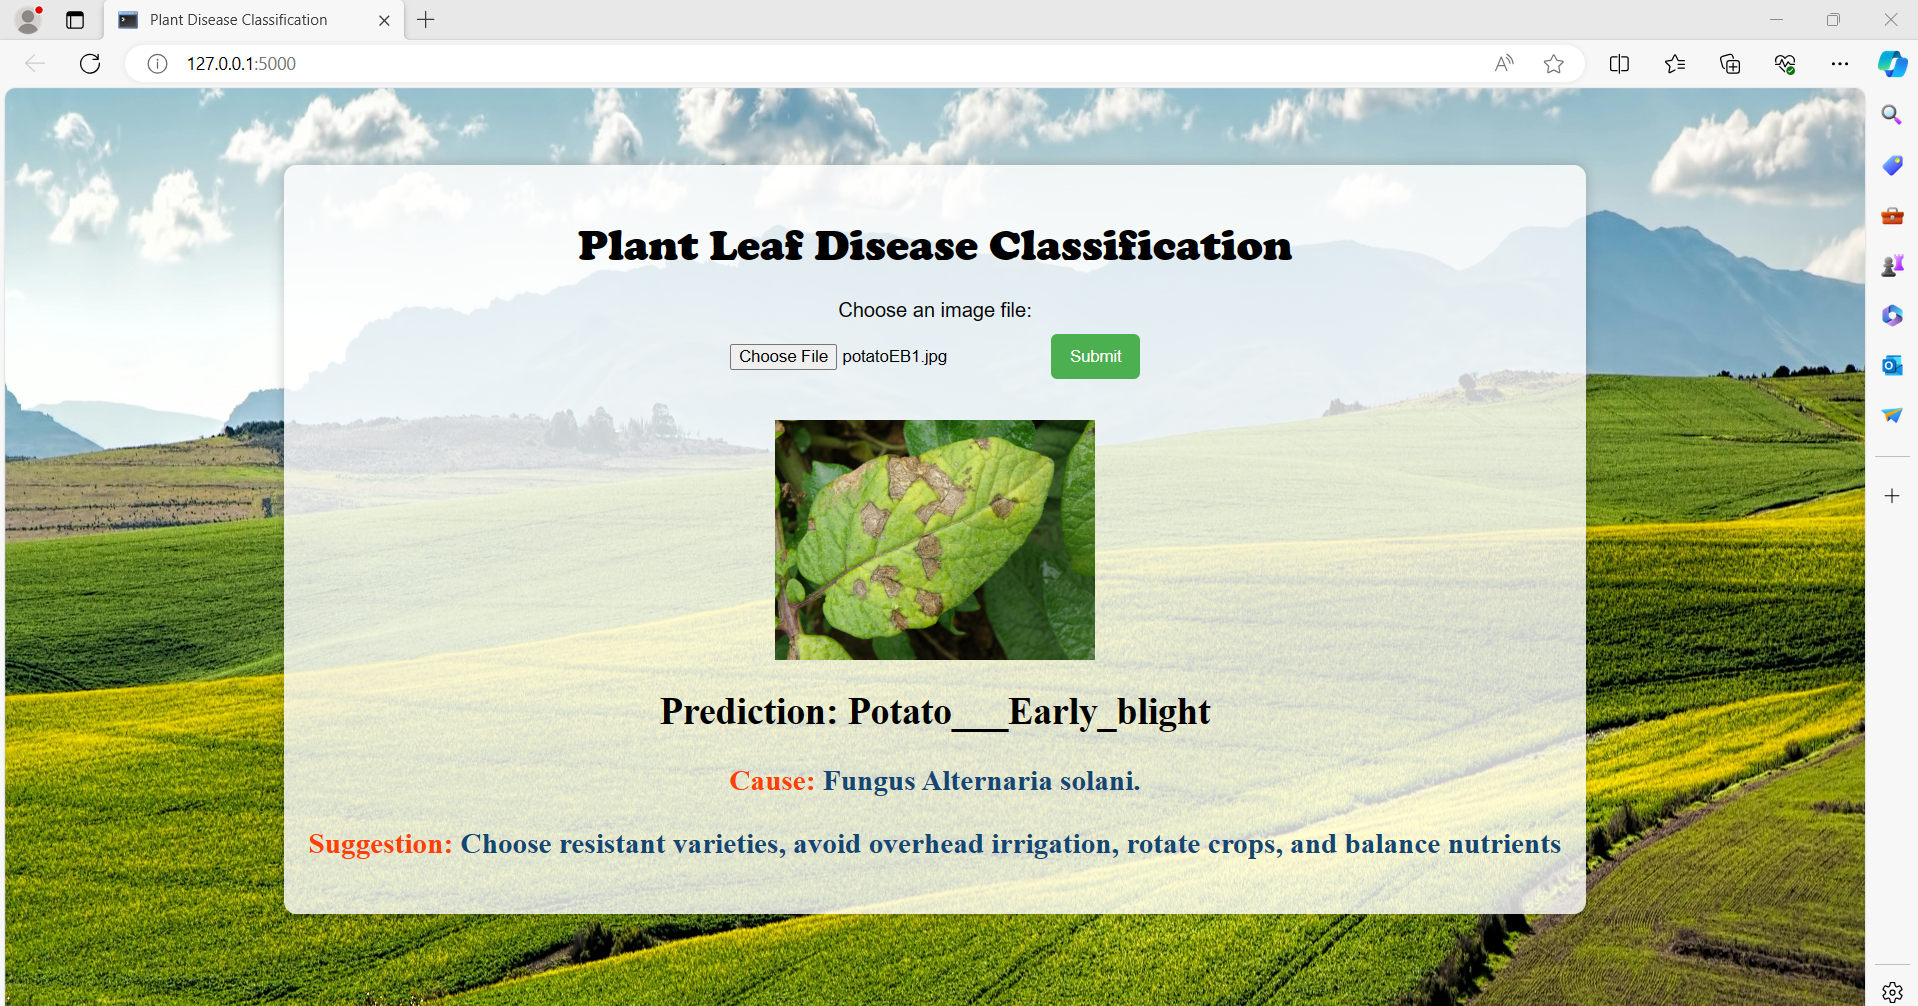 Plant Disease Classification
127.0.0.1:5000
Plant Leaf Disease Classification
Choose an image file:
Choose File potatoEB1.jpg Submit
Prediction: Potato___Early_blight
Cause: Fungus Alternaria solani.
Suggestion: Choose resistant varieties, avoid overhead irrigation, rotate crops, and balance nutrients